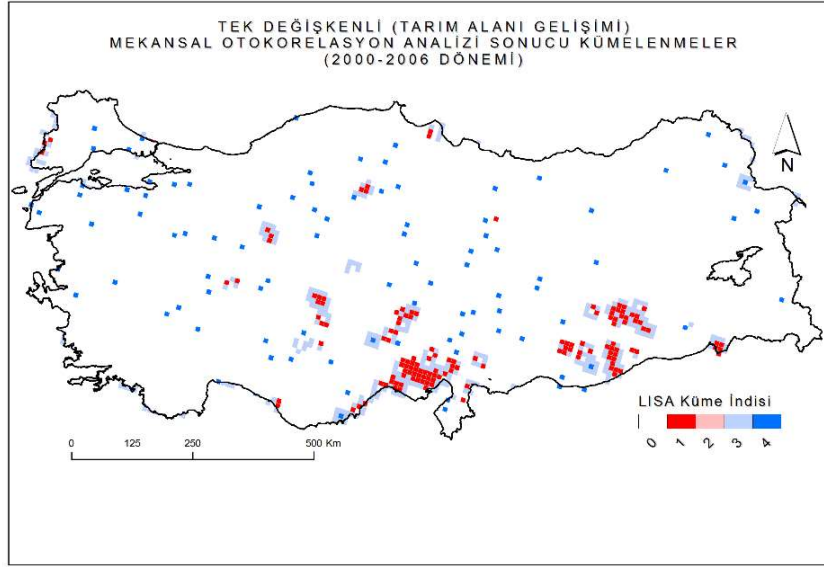 TEK DEĞİŞKENLİ (TARIM ALANI GELİŞİMİ)
MEKANSAL OTOKORELASYON ANALİZİ SONUCU KÜMELENMELER
(2000-2006 DÖNEMİ)
N
LISA Küme İndisi
0 1 2 3 4
0 125 250 500 Km